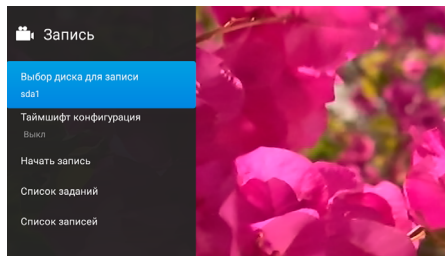 Запись
Выбор диска для записи
sda1
Таймшифт конфигурация
Выкл
Начать запись
Список заданий
Список записей